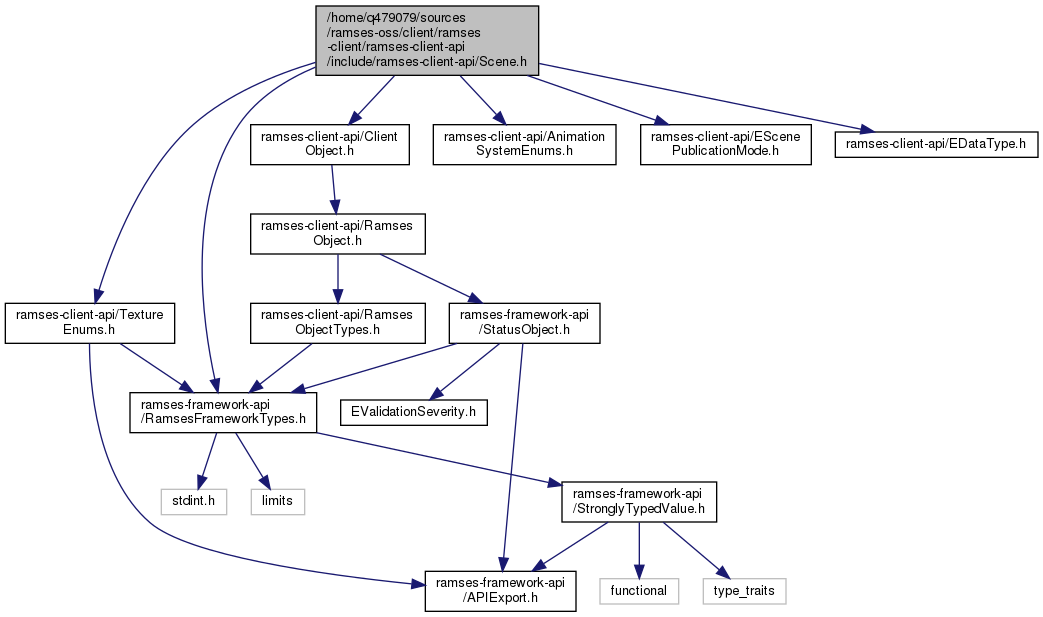 /home/q479079/sources
/ramses-oss/client/ramses
-client/ramses-client-api
/include/ramses-client-api/Scene.h
ramses-client-api/Client
Object.h
ramses-client-api/Animation
SystemEnums.h
ramses-client-api/EScene
PublicationMode.h
ramses-client-api/EDataType.h
ramses-client-api/Ramses
Object.h
ramses-client-api/Texture
Enums.h
ramses-client-api/Ramses
ObjectTypes.h
ramses-framework-api
/StatusObject.h
ramses-framework-api
/RamsesFrameworkTypes.h
EValidationSeverity.h
stdint.h
limits
ramses-framework-api
/StronglyTypedValue.h
ramses-framework-api
/APIExport.h
functional
type_traits